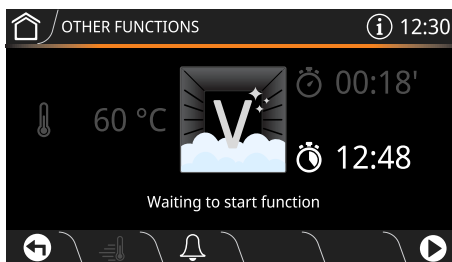 OTHER FUNCTIONS
i 12:30
60 °C
V
00:18'
12:48
Waiting to start function